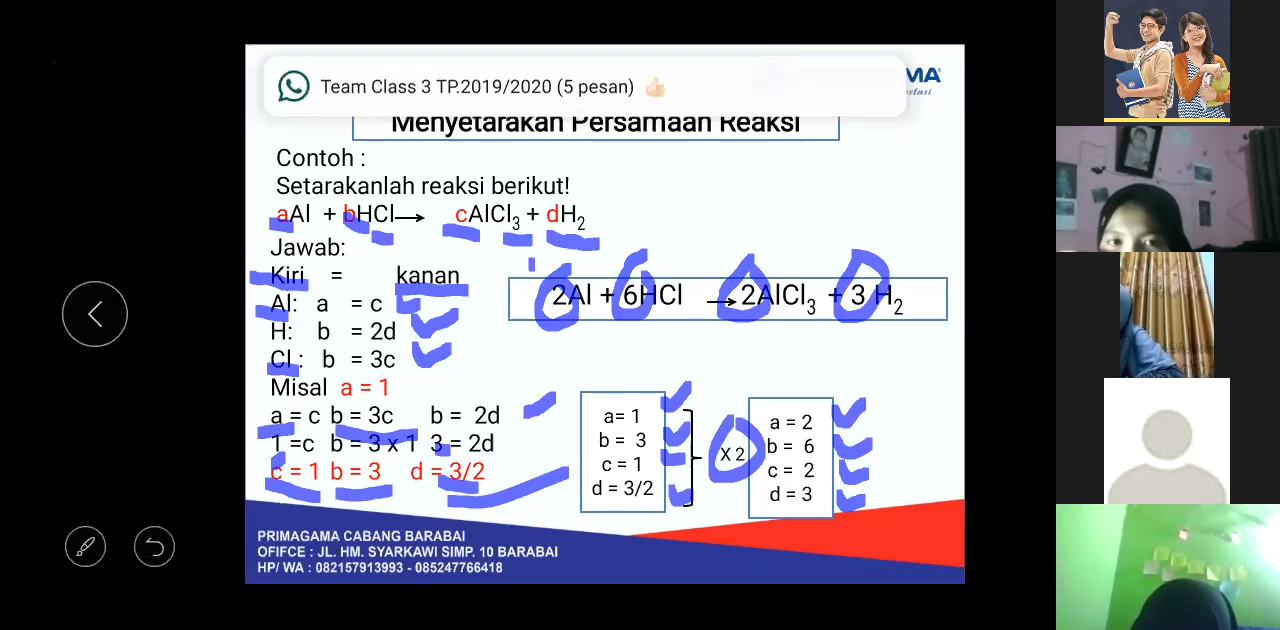 Team Class 3 TP.2019/2020 (5 pesan) 👍
MA
Menyetarakan Persamaan Reaksi
Contoh :
Setarakanlah reaksi berikut!
aAl + bHCl → cAlCl₃ + dH₂
Jawab:
Kiri = kanan
Al: a = c
H: b = 2d
Cl : b = 3c
Misal a = 1
a = c b = 3c b = 2d
1 =c b = 3 x 1 3 = 2d
c = 1 b = 3 d = 3/2
2Al + 6HCl → 2AlCl₃ + 3 H₂
a= 1
b = 3
c = 1
d = 3/2
X 2
a = 2
b = 6
c = 2
d = 3
PRIMAGAMA CABANG BARABAI
OFIFCE : JL. HM. SYARKAWI SIMP. 10 BARABAI
HP/ WA : 082157913993 - 085247766418